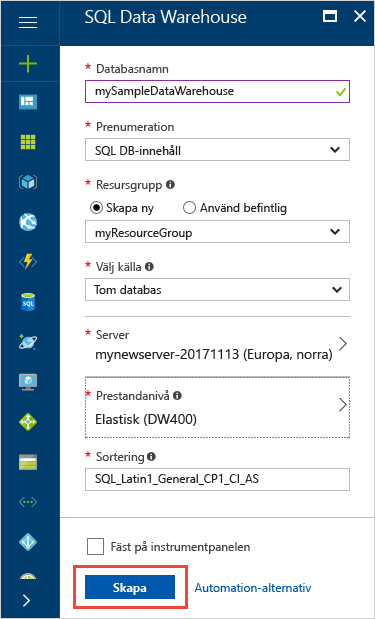 SQL Data Warehouse
* Databasnamn
mySampleDataWarehouse
* Prenumeration
SQL DB-innehåll
* Resursgrupp
Skapa ny Använd befintlig
myResourceGroup
* Välj källa
Tom databas
* Server
mynewserver-20171113 (Europa, norra)
* Prestandanivå
Elastisk (DW400)
* Sortering
SQL_Latin1_General_CP1_CI_AS
Fäst på instrumentpanelen
Skapa Automation-alternativ
SQL